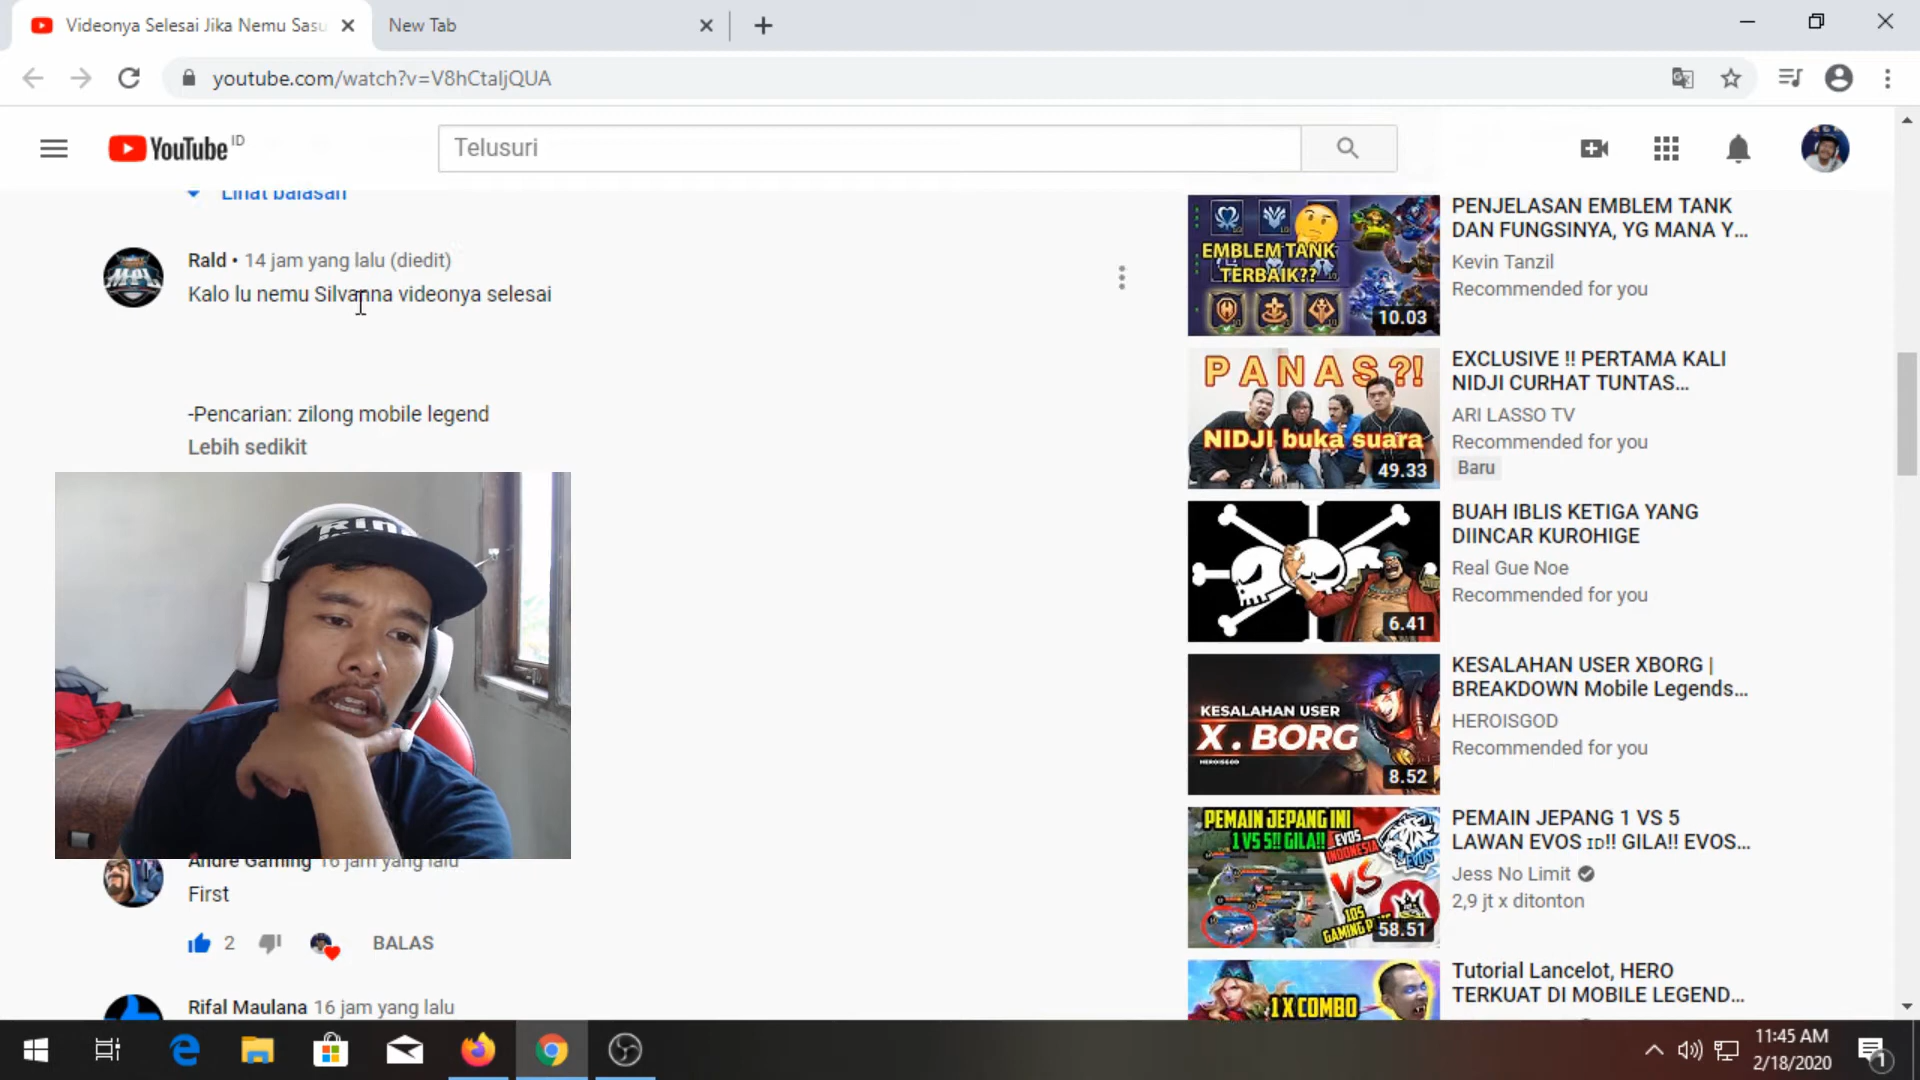 Videonya Selesai Jika Nemu Sasu
New Tab
youtube.com/watch?v=V8hCtaljQUA
YouTube ID
Telusuri
Lihat balasan
Rald • 14 jam yang lalu (diedit)
Kalo lu nemu Silvanna videonya selesai
-Pencarian: zilong mobile legend
Lebih sedikit
Andre Gaming 16 jam yang lalu
First
2
BALAS
Rifal Maulana 16 jam yang lalu
EMBLEM TANK
TERBAIK??
10.03
PENJELASAN EMBLEM TANK
DAN FUNGSINYA, YG MANA Y...
Kevin Tanzil
Recommended for you
PANAS?!
NIDJI buka suara
49.33
EXCLUSIVE !! PERTAMA KALI
NIDJI CURHAT TUNTAS...
ARI LASSO TV
Recommended for you
Baru
6.41
BUAH IBLIS KETIGA YANG
DIINCAR KUROHIGE
Real Gue Noe
Recommended for you
KESALAHAN USER
X.BORG
HEROISGOD
8.52
KESALAHAN USER XBORG |
BREAKDOWN Mobile Legends...
HEROISGOD
Recommended for you
PEMAIN JEPANG INI
1 VS 5!! GILA!!
EVOS
INDONESIA
VS
EVOS
105
58.51
PEMAIN JEPANG 1 VS 5
LAWAN EVOS ID!! GILA!! EVOS...
Jess No Limit
2,9 jt x ditonton
1 X COMBO
Tutorial Lancelot, HERO
TERKUAT DI MOBILE LEGEND...
11:45 AM
2/18/2020
1